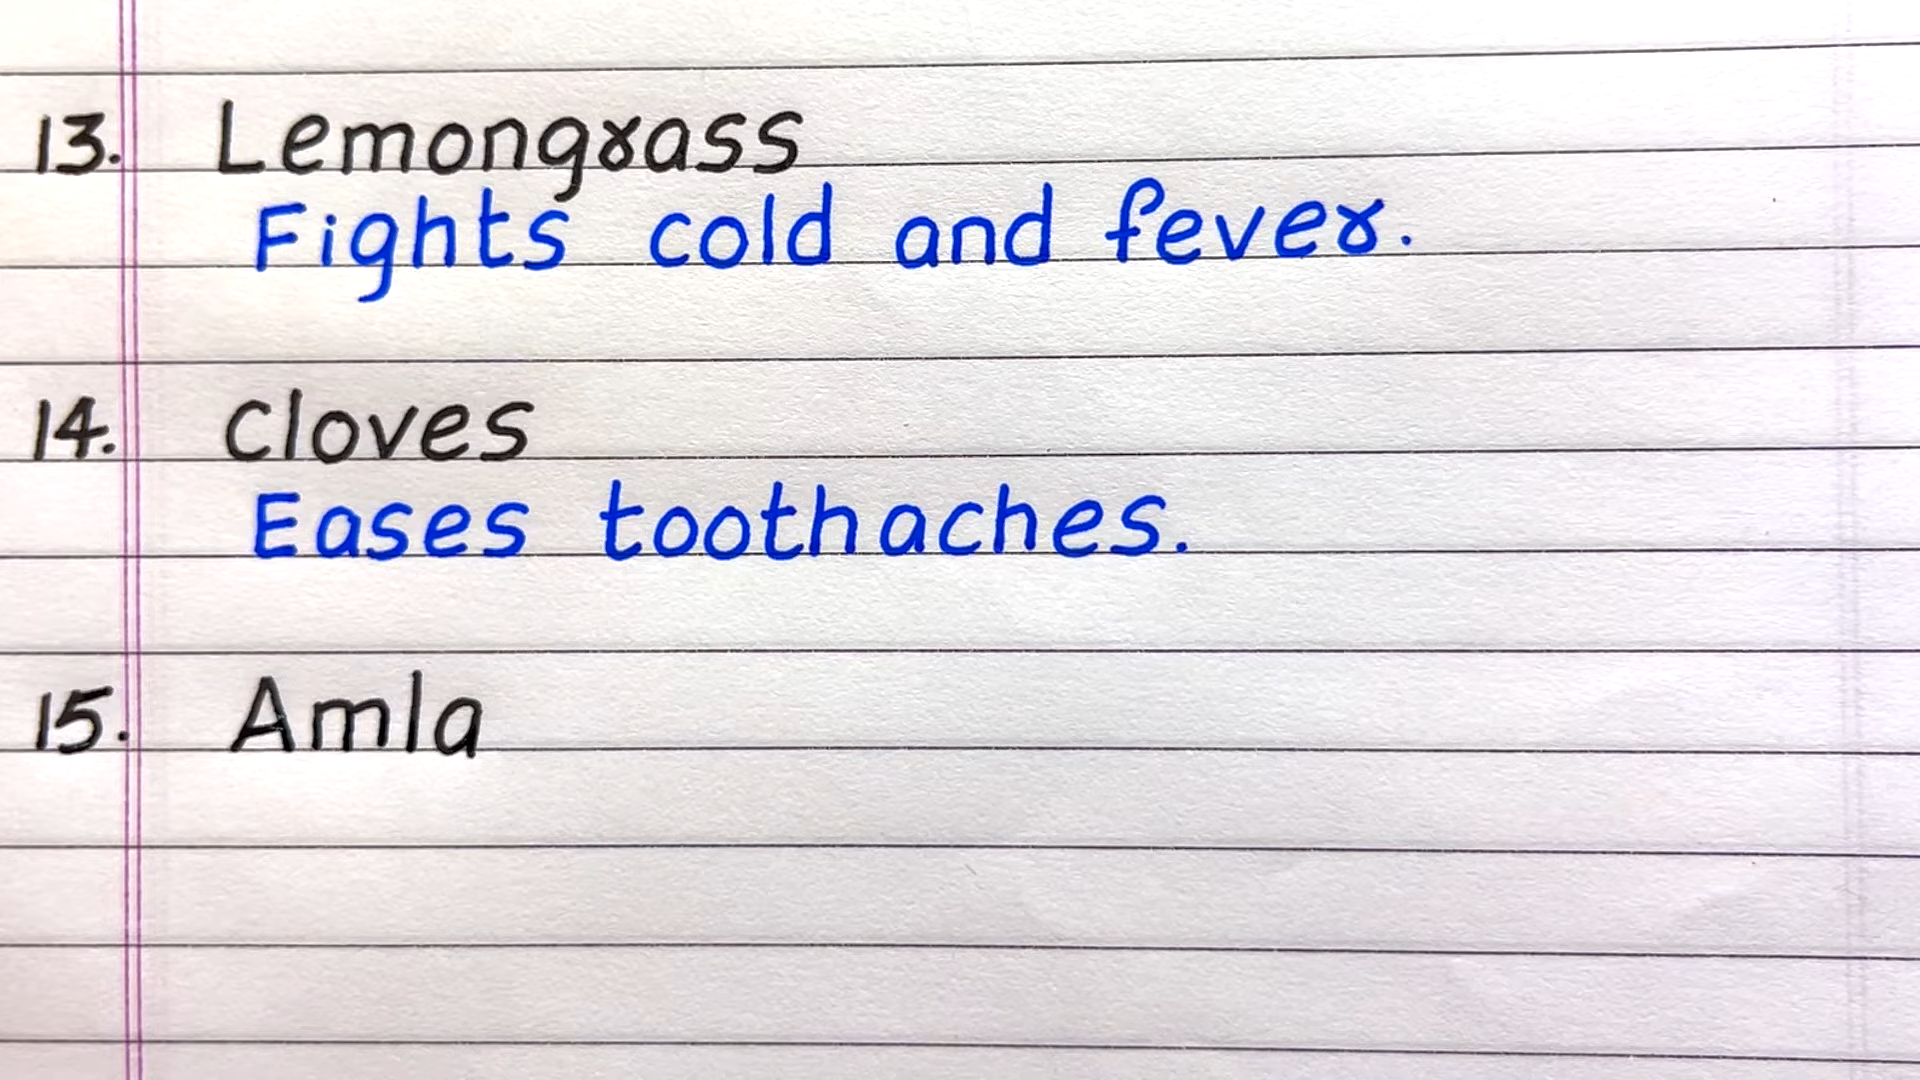 13. Lemongrass
Fights cold and fever.
14. Cloves
Eases toothaches.
15. Amla